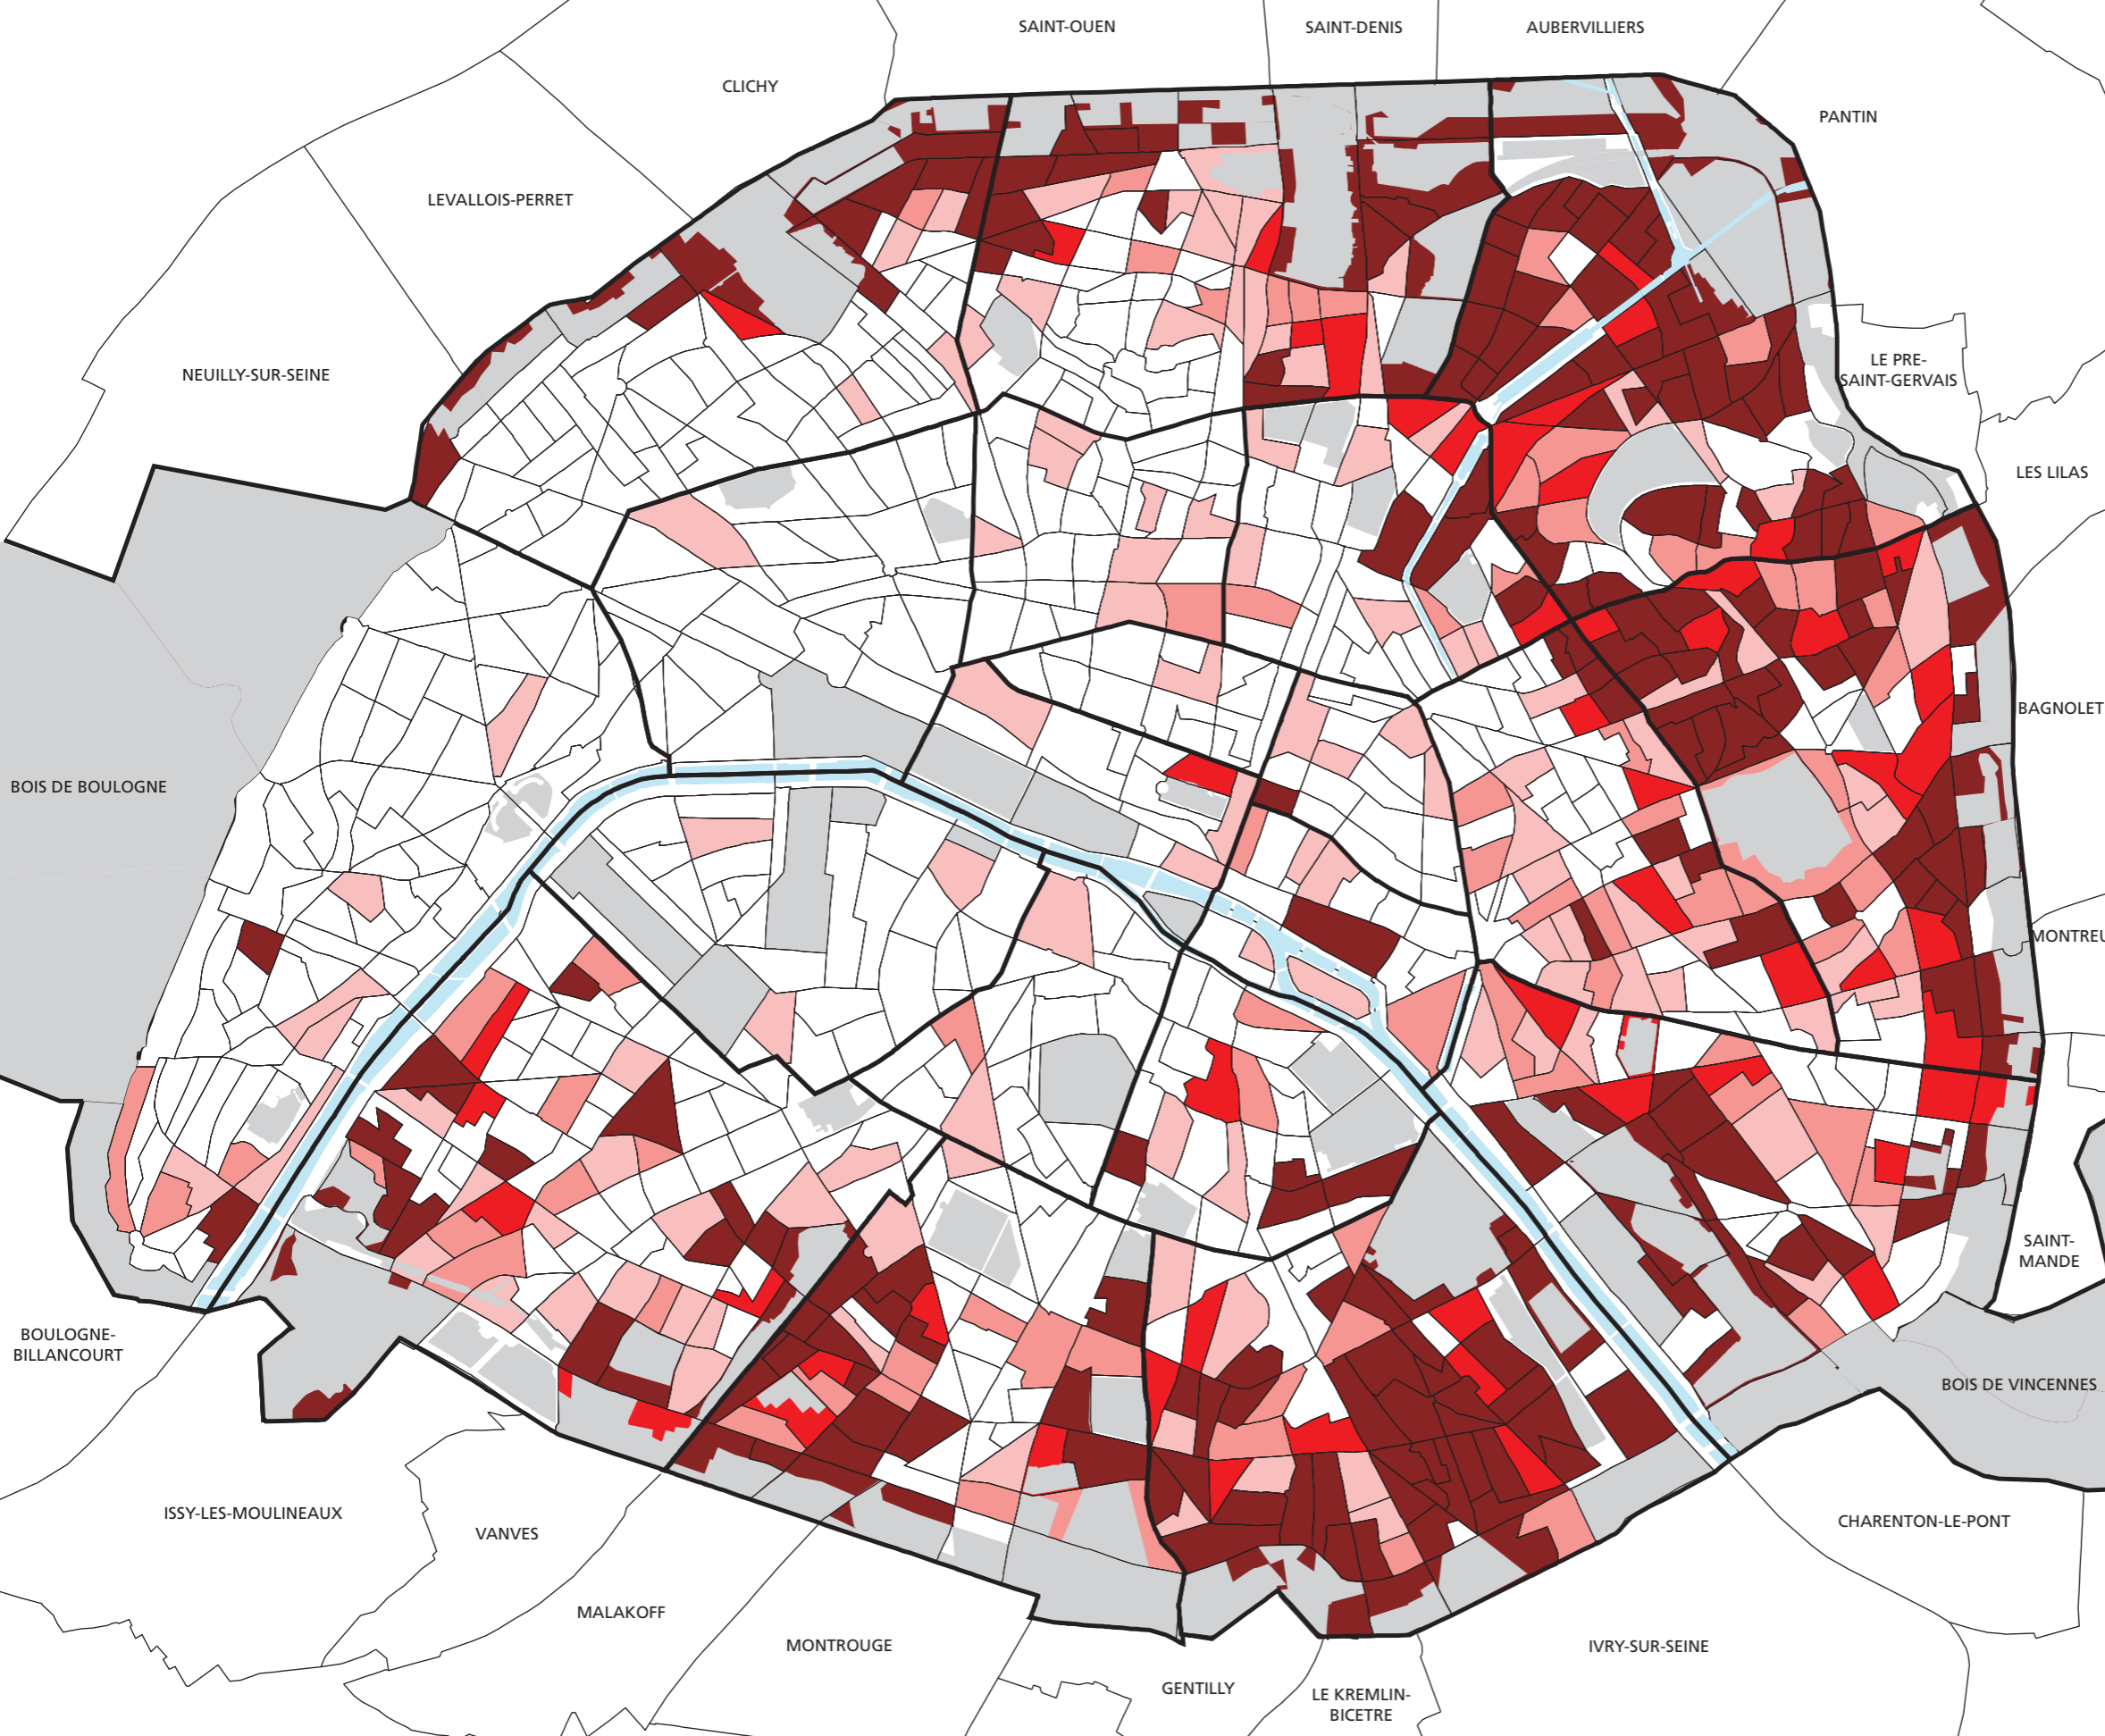 SAINT-OUEN
SAINT-DENIS
AUBERVILLIERS
CLICHY
PANTIN
LEVALLOIS-PERRET
NEUILLY-SUR-SEINE
LE PRE-
SAINT-GERVAIS
LES LILAS
BAGNOLET
BOIS DE BOULOGNE
MONTREU
SAINT-
MANDE
BOULOGNE-
BILLANCOURT
BOIS DE VINCENNES
ISSY-LES-MOULINEAUX
VANVES
CHARENTON-LE-PONT
MALAKOFF
MONTROUGE
IVRY-SUR-SEINE
GENTILLY
LE KREMLIN-
BICETRE